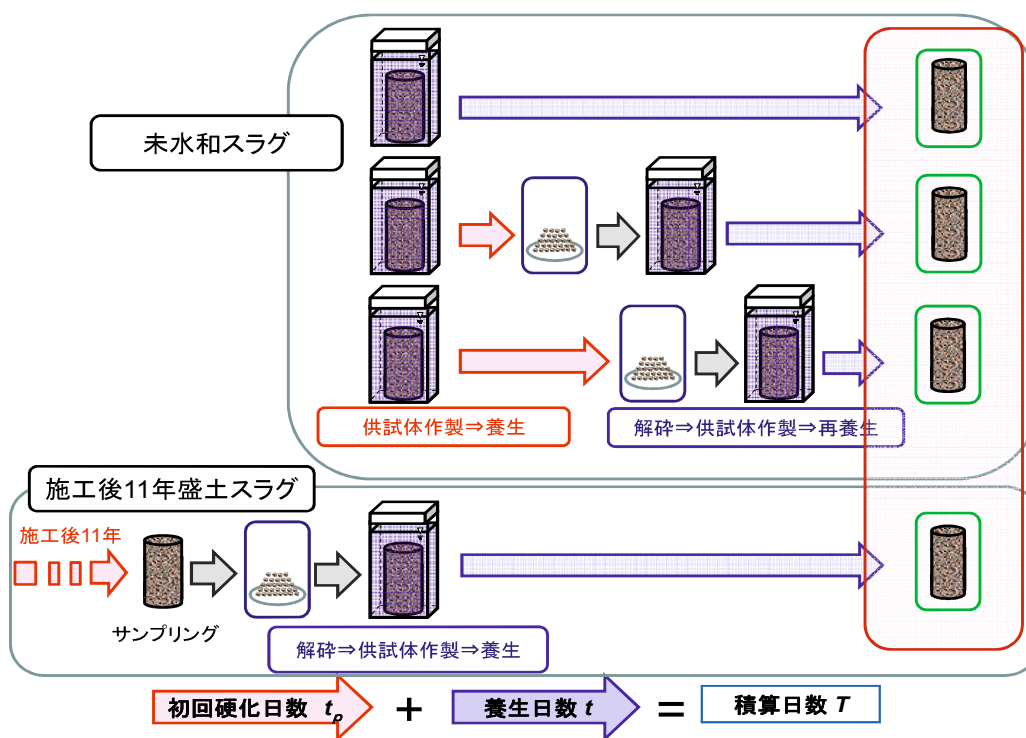 未水和スラグ
供試体作製⇒養生
解砕⇒供試体作製⇒再養生
施工後11年盛土スラグ
施工後11年
サンプリング
解砕⇒供試体作製⇒養生
初回硬化日数 tp + 養生日数 t = 積算日数 T